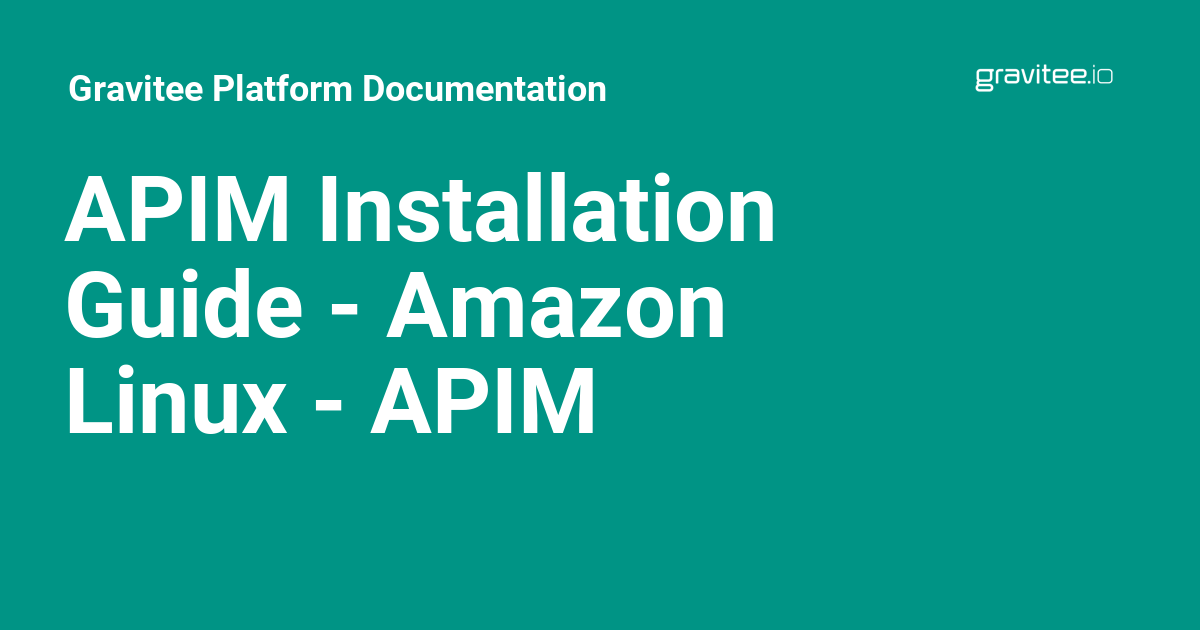 Gravitee Platform Documentation
gravitee.io
APIM Installation
Guide - Amazon
Linux - APIM